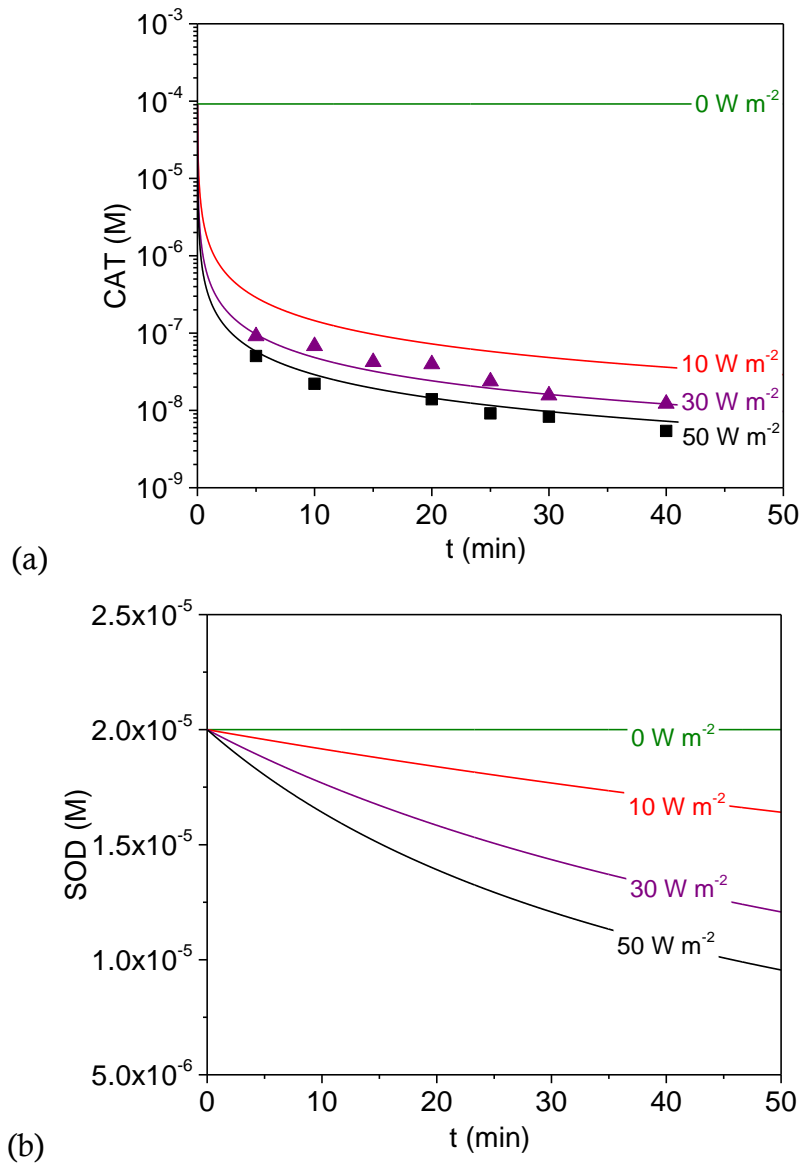 10⁻³
10⁻⁴
10⁻⁵
10⁻⁶
10⁻⁷
10⁻⁸
10⁻⁹
CAT (M)
0 W m⁻²
10 W m⁻²
30 W m⁻²
50 W m⁻²
0 10 20 30 40 50
t (min)
(a)
2.5x10⁻⁵
2.0x10⁻⁵
1.5x10⁻⁵
1.0x10⁻⁵
5.0x10⁻⁶
SOD (M)
0 W m⁻²
10 W m⁻²
30 W m⁻²
50 W m⁻²
0 10 20 30 40 50
t (min)
(b)